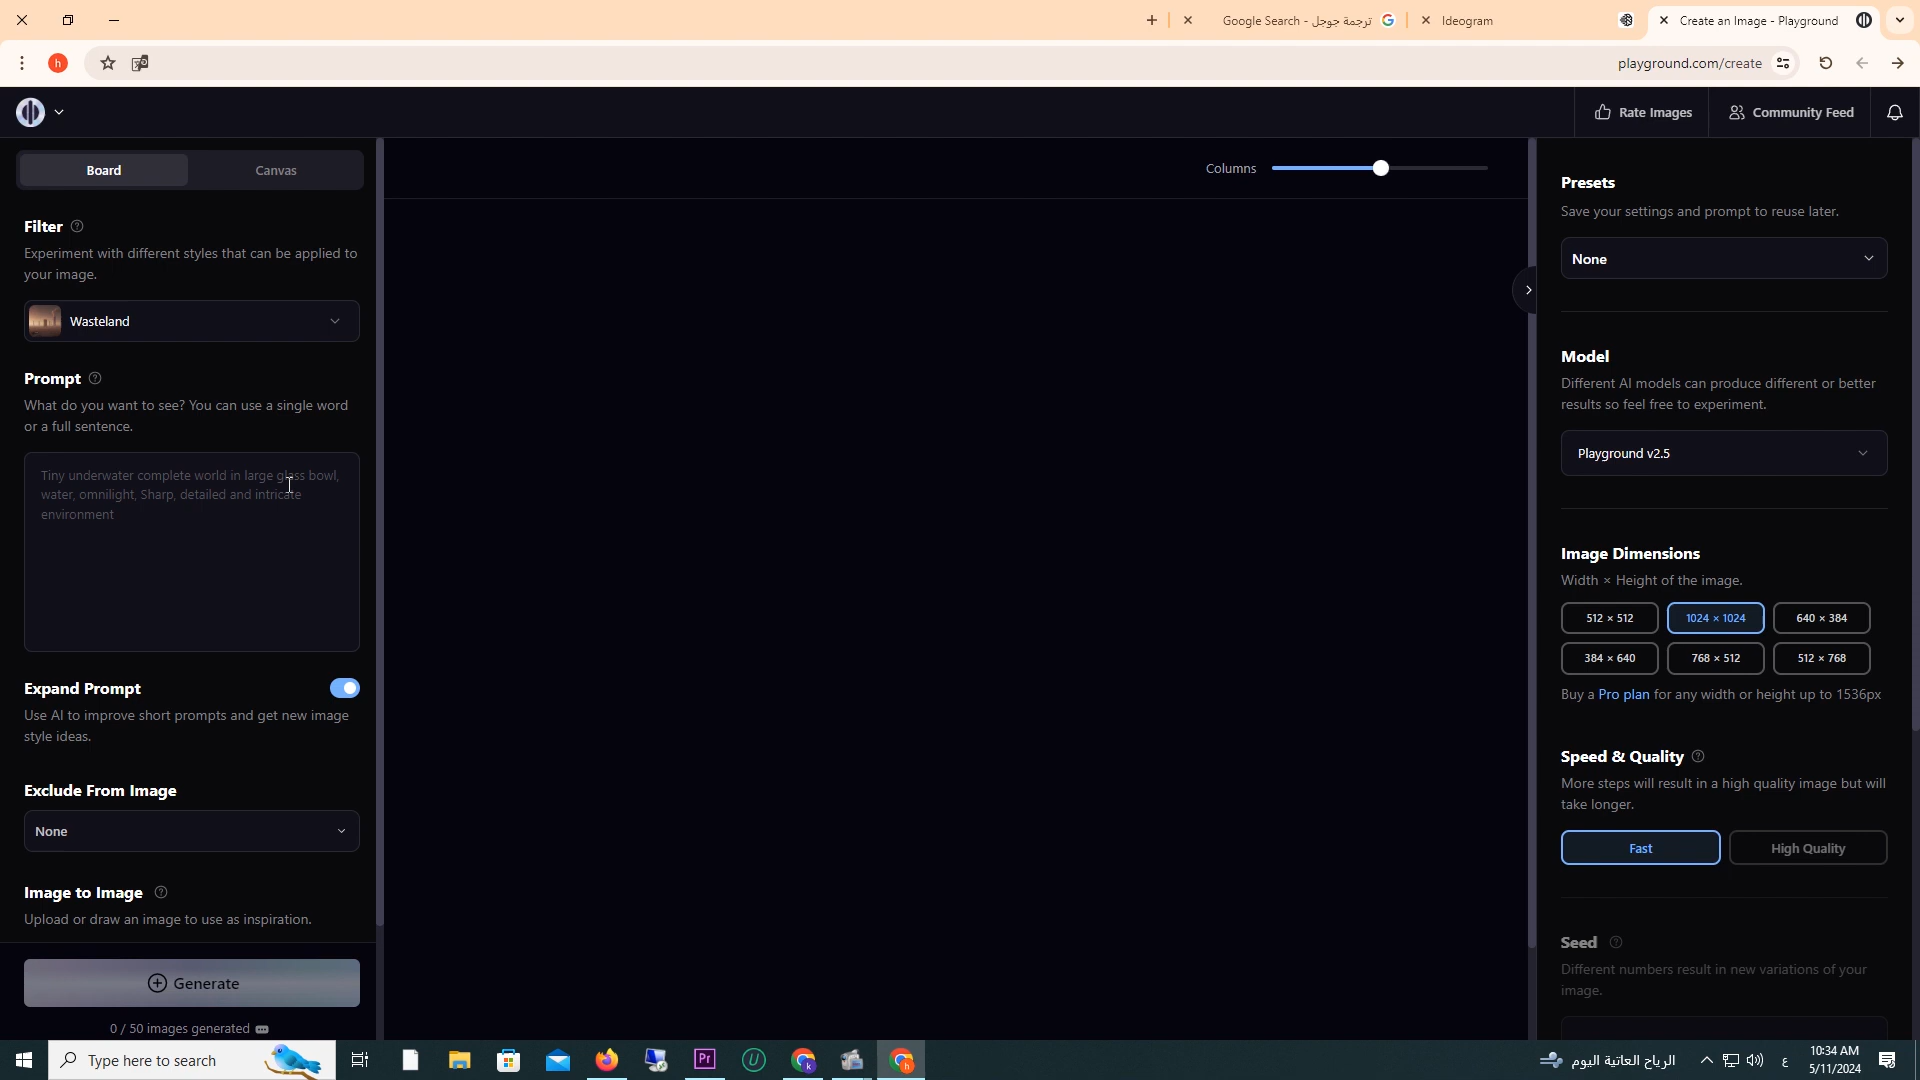 ترجمة جوجل - Google Search
Ideogram
Create an Image - Playground
h
playground.com/create
Rate Images
Community Feed
Board
Canvas
Columns
Filter
Experiment with different styles that can be applied to
your image.
Wasteland
Prompt
What do you want to see? You can use a single word
or a full sentence.
Tiny underwater complete world in large glass bowl,
water, omnilight, Sharp, detailed and intricate
environment
Expand Prompt
Use AI to improve short prompts and get new image
style ideas.
Exclude From Image
None
Image to Image
Upload or draw an image to use as inspiration.
Generate
0 / 50 images generated
Presets
Save your settings and prompt to reuse later.
None
Model
Different AI models can produce different or better
results so feel free to experiment.
Playground v2.5
Image Dimensions
Width × Height of the image.
512 × 512
1024 × 1024
640 × 384
384 × 640
768 × 512
512 × 768
Buy a Pro plan for any width or height up to 1536px
Speed & Quality
More steps will result in a high quality image but will
take longer.
Fast
High Quality
Seed
Different numbers result in new variations of your
image.
Type here to search
Pr
U
k
h
الرياح العاتية اليوم
ع
10:34 AM
5/11/2024